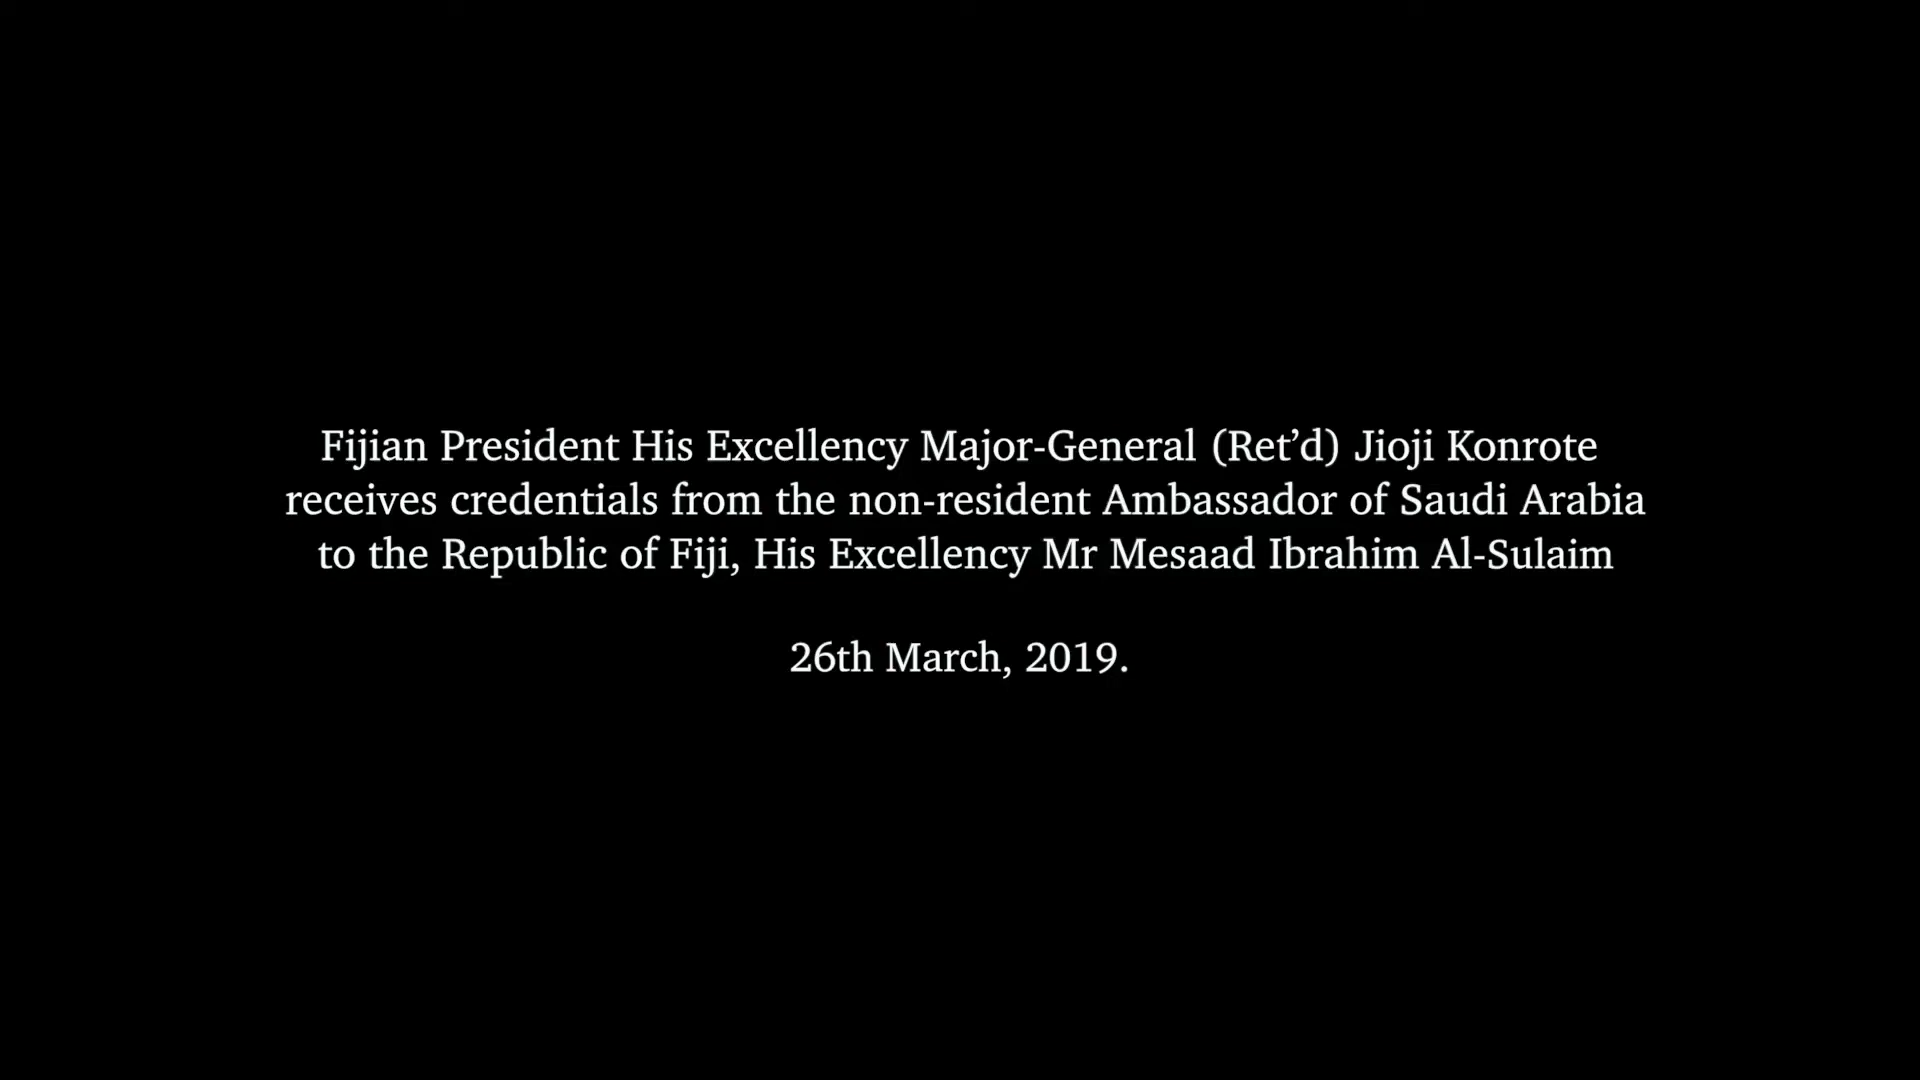 Fijian President His Excellency Major-General (Ret’d) Jioji Konrote
receives credentials from the non-resident Ambassador of Saudi Arabia
to the Republic of Fiji, His Excellency Mr Mesaad Ibrahim Al-Sulaim
26th March, 2019.